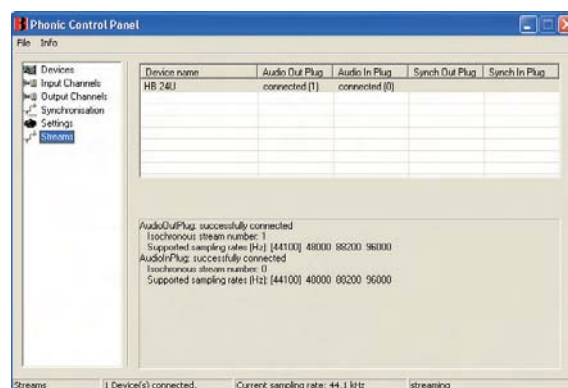 Phonic Control Panel
File Info
Devices
Input Channels
Output Channels
Synchronisation
Settings
Streams
Device name Audio Out Plug Audio In Plug Synch Out Plug Synch In Plug
HB 24U connected (1) connected (0)
AudioOutPlug: successfully connected
Isochronous stream number: 1
Supported sampling rates (Hz): [44100] 48000 88200 96000
AudioInPlug: successfully connected
Isochronous stream number: 0
Supported sampling rates (Hz): [44100] 48000 88200 96000
Streams 1 Device(s) connected. Current sampling rate: 44.1 kHz streaming